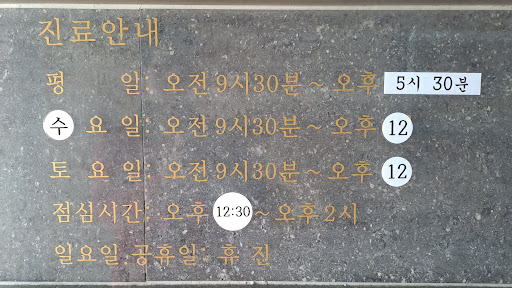 진료안내
평 일: 오전 9시30분~ 오후 5시 30분
수 요 일: 오전 9시30분~ 오후 12
토 요 일: 오전 9시30분~ 오후 12
점심시간: 오후 12:30~오후 2시
일요일.공휴일: 휴 진